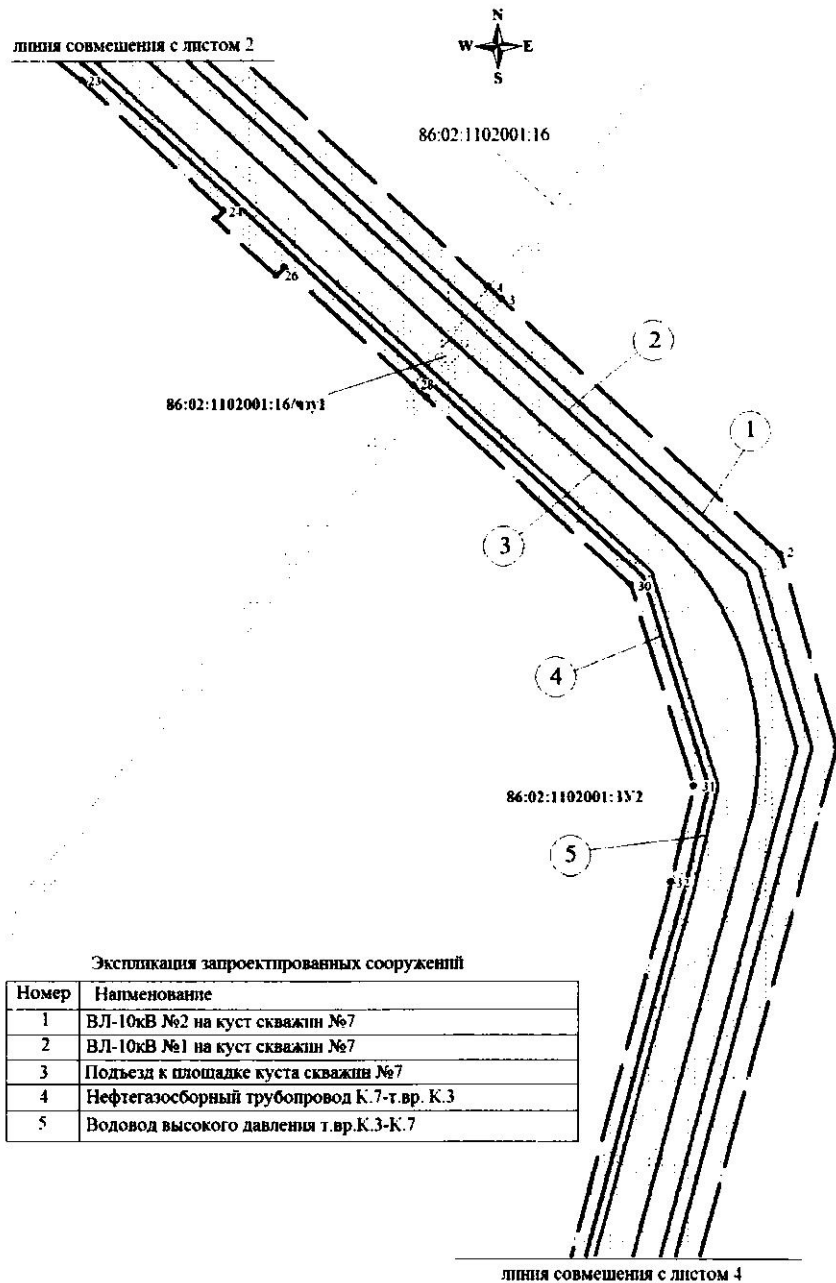 N
линия совмещения с листом 2
W E
S
23
86:02:1102001:16
24
26
4
3
2
28
86:02:1102001:16/чзу1
1
2
3
30
4
31
86:02:1102001:ЗУ2
5
32
Экспликация запроектированных сооружений
Номер Наименование
1 ВЛ-10кВ №2 на куст скважин №7
2 ВЛ-10кВ №1 на куст скважин №7
3 Подъезд к площадке куста скважин №7
4 Нефтегазосборный трубопровод К.7-т.вр. К.3
5 Водовод высокого давления т.вр.К.3-К.7
линия совмещения с листом 4